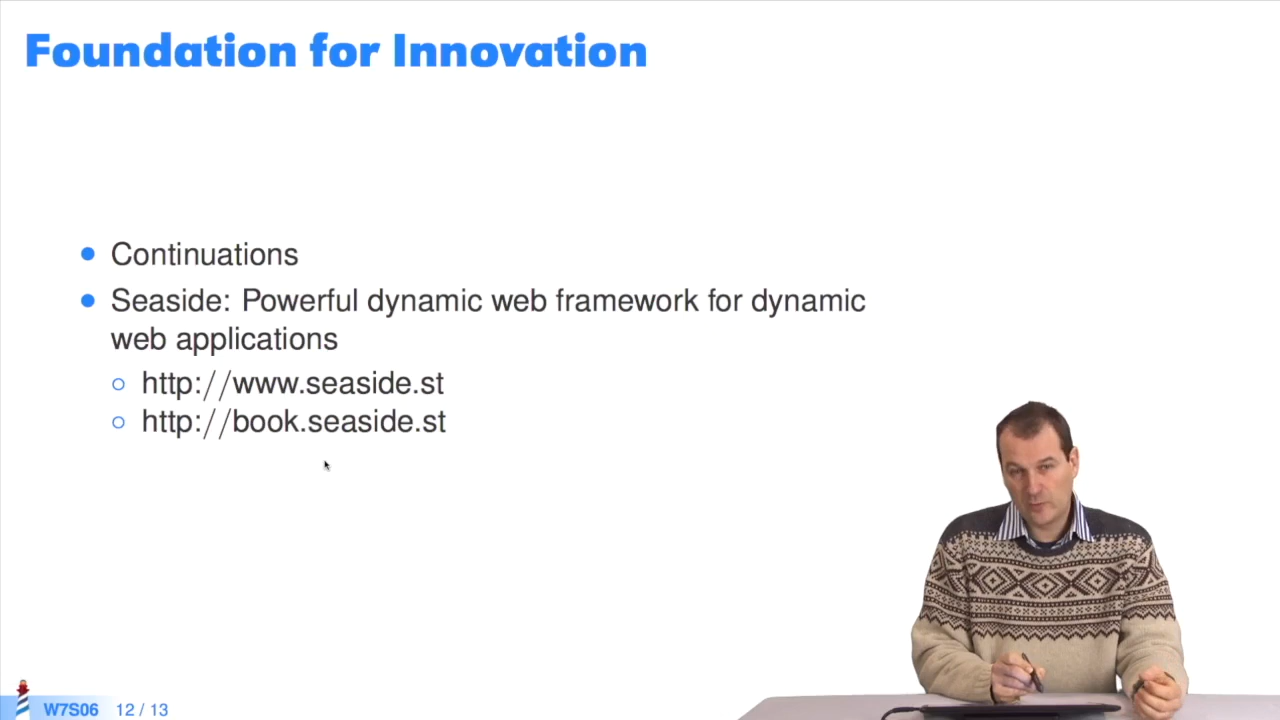 Foundation for Innovation
Continuations
Seaside: Powerful dynamic web framework for dynamic
web applications
http://www.seaside.st
http://book.seaside.st
W7S06 12 / 13